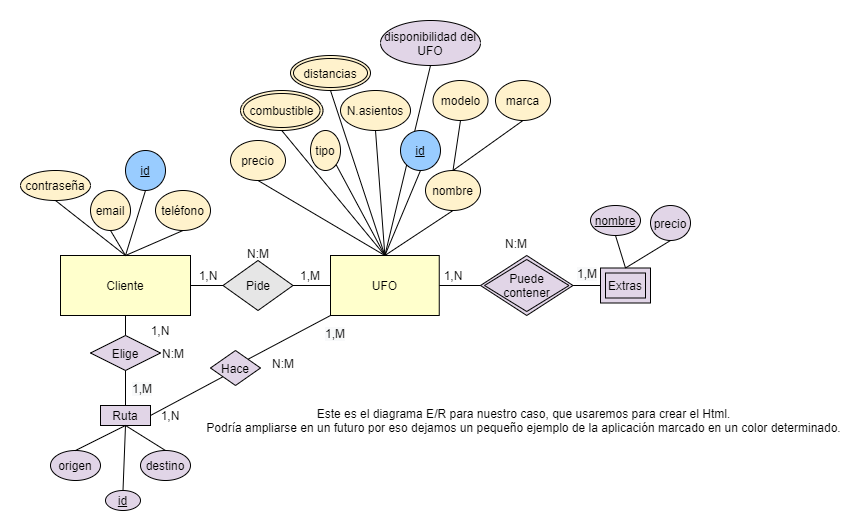 disponibilidad del
UFO
distancias
combustible
N.asientos
modelo
marca
precio
tipo
id
nombre
id
contraseña
email
teléfono
nombre
precio
N:M
N:M
Cliente
1,N
Pide
1,M
UFO
1,N
Puede
contener
1,M
Extras
1,N
1,M
Elige
N:M
Hace
N:M
1,M
Ruta
1,N
Este es el diagrama E/R para nuestro caso, que usaremos para crear el Html.
Podría ampliarse en un futuro por eso dejamos un pequeño ejemplo de la aplicación marcado en un color determinado.
origen
destino
id